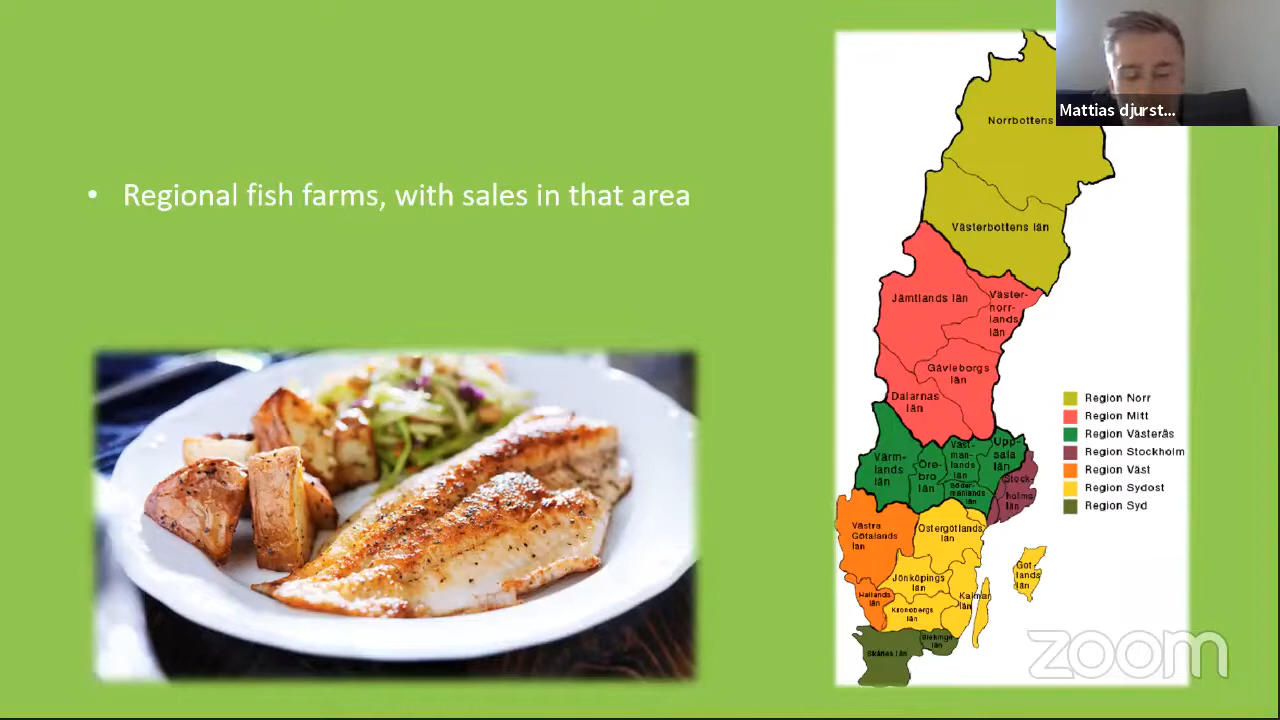 • Regional fish farms, with sales in that area
Mattias djurst...
Norrbottens
Västerbottens län
Jämtlands län
Väster-
norr-
lands
län
Gävleborgs
län
Dalarnas
län
Värm-
lands
län
Öre-
bro
län
Väst-
man-
lands
län
Upp-
sala
län
Söder-
manlands
län
Stock-
holms
län
Västra
Götalands
län
Östergötlands
län
Jönköpings
län
Hallands
län
Kronobergs
län
Kalmar
län
Got-
lands
län
Blekinge
län
Skånes län
Region Norr
Region Mitt
Region Västerås
Region Stockholm
Region Väst
Region Sydost
Region Syd
zoom